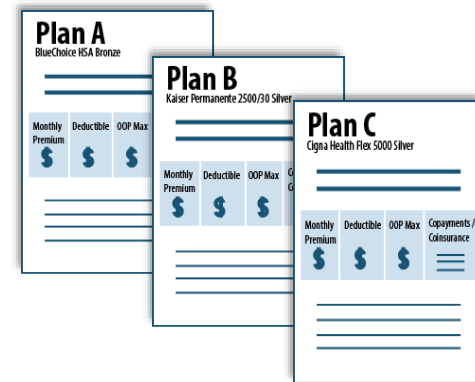 Plan A
BlueChoice HSA Bronze
Monthly Deductible OOP Max
Premium
$ $ $
Plan B
Kaiser Permanente 2500/30 Silver
Monthly Deductible OOP Max
Premium
$ $ $
Plan C
Cigna Health Flex 5000 Silver
Monthly Deductible OOP Max Copayments /
Premium Coinsurance
$ $ $